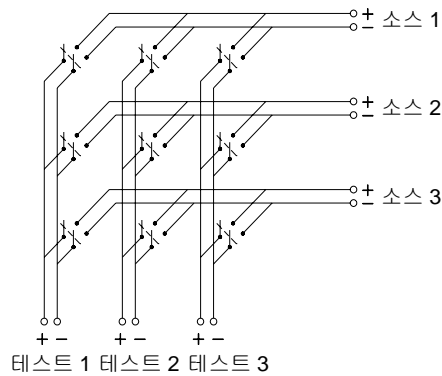 +
− 소스 1
+
− 소스 2
+
− 소스 3
+ − + − + −
테스트 1 테스트 2 테스트 3